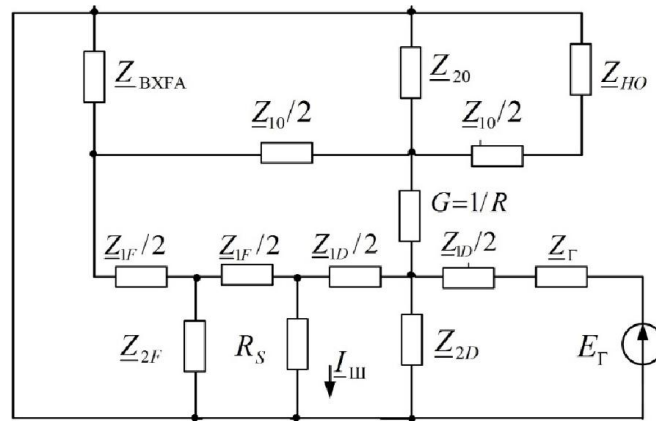 Z_ВХFA
Z_20
Z_HO
Z_10/2
Z_10/2
G=1/R
Z_1F/2
Z_1F/2
Z_1D/2
Z_1D/2
Z_Г
Z_2F
R_S
I_Ш
Z_2D
E_Г